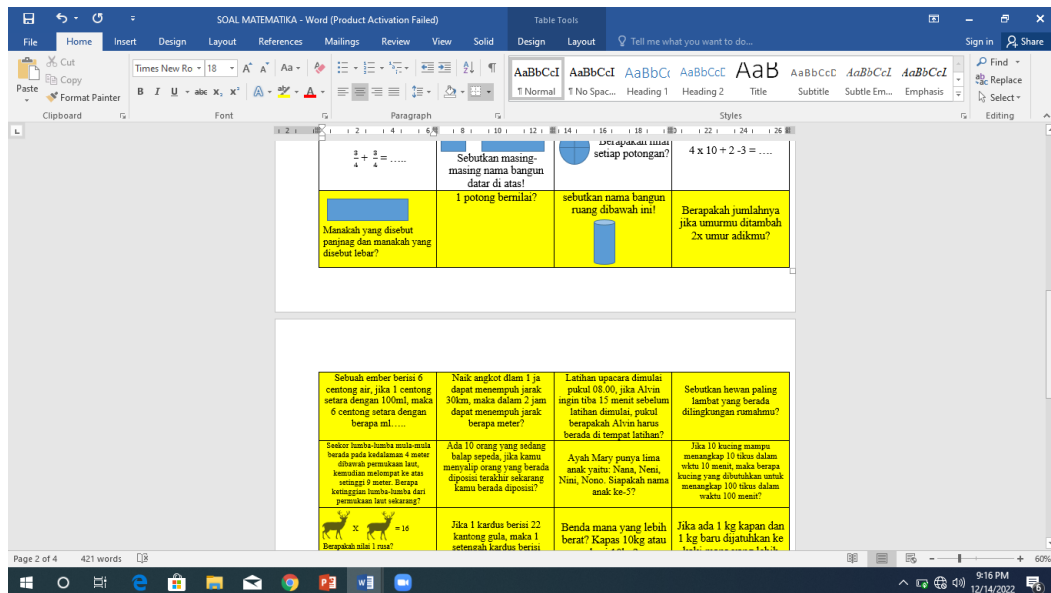 SOAL MATEMATIKA - Word (Product Activation Failed)
Table Tools
File Home Insert Design Layout References Mailings Review View Solid Design Layout Tell me what you want to do...
Sign in Share
Paste
Cut
Copy
Format Painter
Clipboard
Times New Ro 18
B I U abc X₂ X²
Font
Paragraph
AaBbCcI AaBbCcI AaBbCc AaBbCcE AaB AaBbCcD AaBbCcL AaBbCcL
¶ Normal ¶ No Spac... Heading 1 Heading 2 Title Subtitle Subtle Em... Emphasis
Styles
Find
Replace
Select
Editing
3/4 + 3/4 = …..
Sebutkan masing-
masing nama bangun
datar di atas!
Berapakah nilai
setiap potongan?
4 x 10 + 2 -3 = ….
Manakah yang disebut
panjnag dan manakah yang
disebut lebar?
1 potong bernilai?
sebutkan nama bangun
ruang dibawah ini!
Berapakah jumlahnya
jika umurmu ditambah
2x umur adikmu?
Sebuah ember berisi 6
centong air, jika 1 centong
setara dengan 100ml, maka
6 centong setara dengan
berapa ml…..
Naik angkot dlam 1 ja
dapat menempuh jarak
30km, maka dalam 2 jam
dapat menempuh jarak
berapa meter?
Latihan upacara dimulai
pukul 08.00, jika Alvin
ingin tiba 15 menit sebelum
latihan dimulai, pukul
berapakah Alvin harus
berada di tempat latihan?
Sebutkan hewan paling
lambat yang berada
dilingkungan rumahmu?
Seekor lumba-lumba mula-mula
berada pada kedalaman 4 meter
dibawah permukaan laut,
kemudian melompat ke atas
setinggi 9 meter. Berapa
ketinggian lumba-lumba dari
permukaan laut sekarang?
Ada 10 orang yang sedang
balap sepeda, jika kamu
menyalip orang yang berada
diposisi terakhir sekarang
kamu berada diposisi?
Ayah Mary punya lima
anak yaitu: Nana, Neni,
Nini, Nono. Siapakah nama
anak ke-5?
Jika 10 kucing mampu
menangkap 10 tikus dalam
wktu 10 menit, maka berapa
kucing yang dibutuhkan untuk
menangkap 100 tikus dalam
waktu 100 menit?
X = 16
Berapakah nilai 1 rusa?
Jika 1 kardus berisi 22
kantong gula, maka 1
setengah kardus berisi
Benda mana yang lebih
berat? Kapas 10kg atau
Jika ada 1 kg kapan dan
1 kg baru dijatuhkan ke
Page 2 of 4 421 words
60%
9:16 PM
12/14/2022